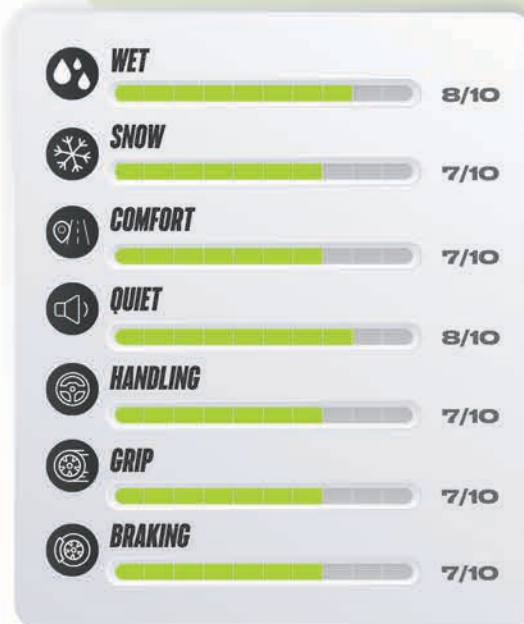 WET
8/10
SNOW
7/10
COMFORT
7/10
QUIET
8/10
HANDLING
7/10
GRIP
7/10
BRAKING
7/10